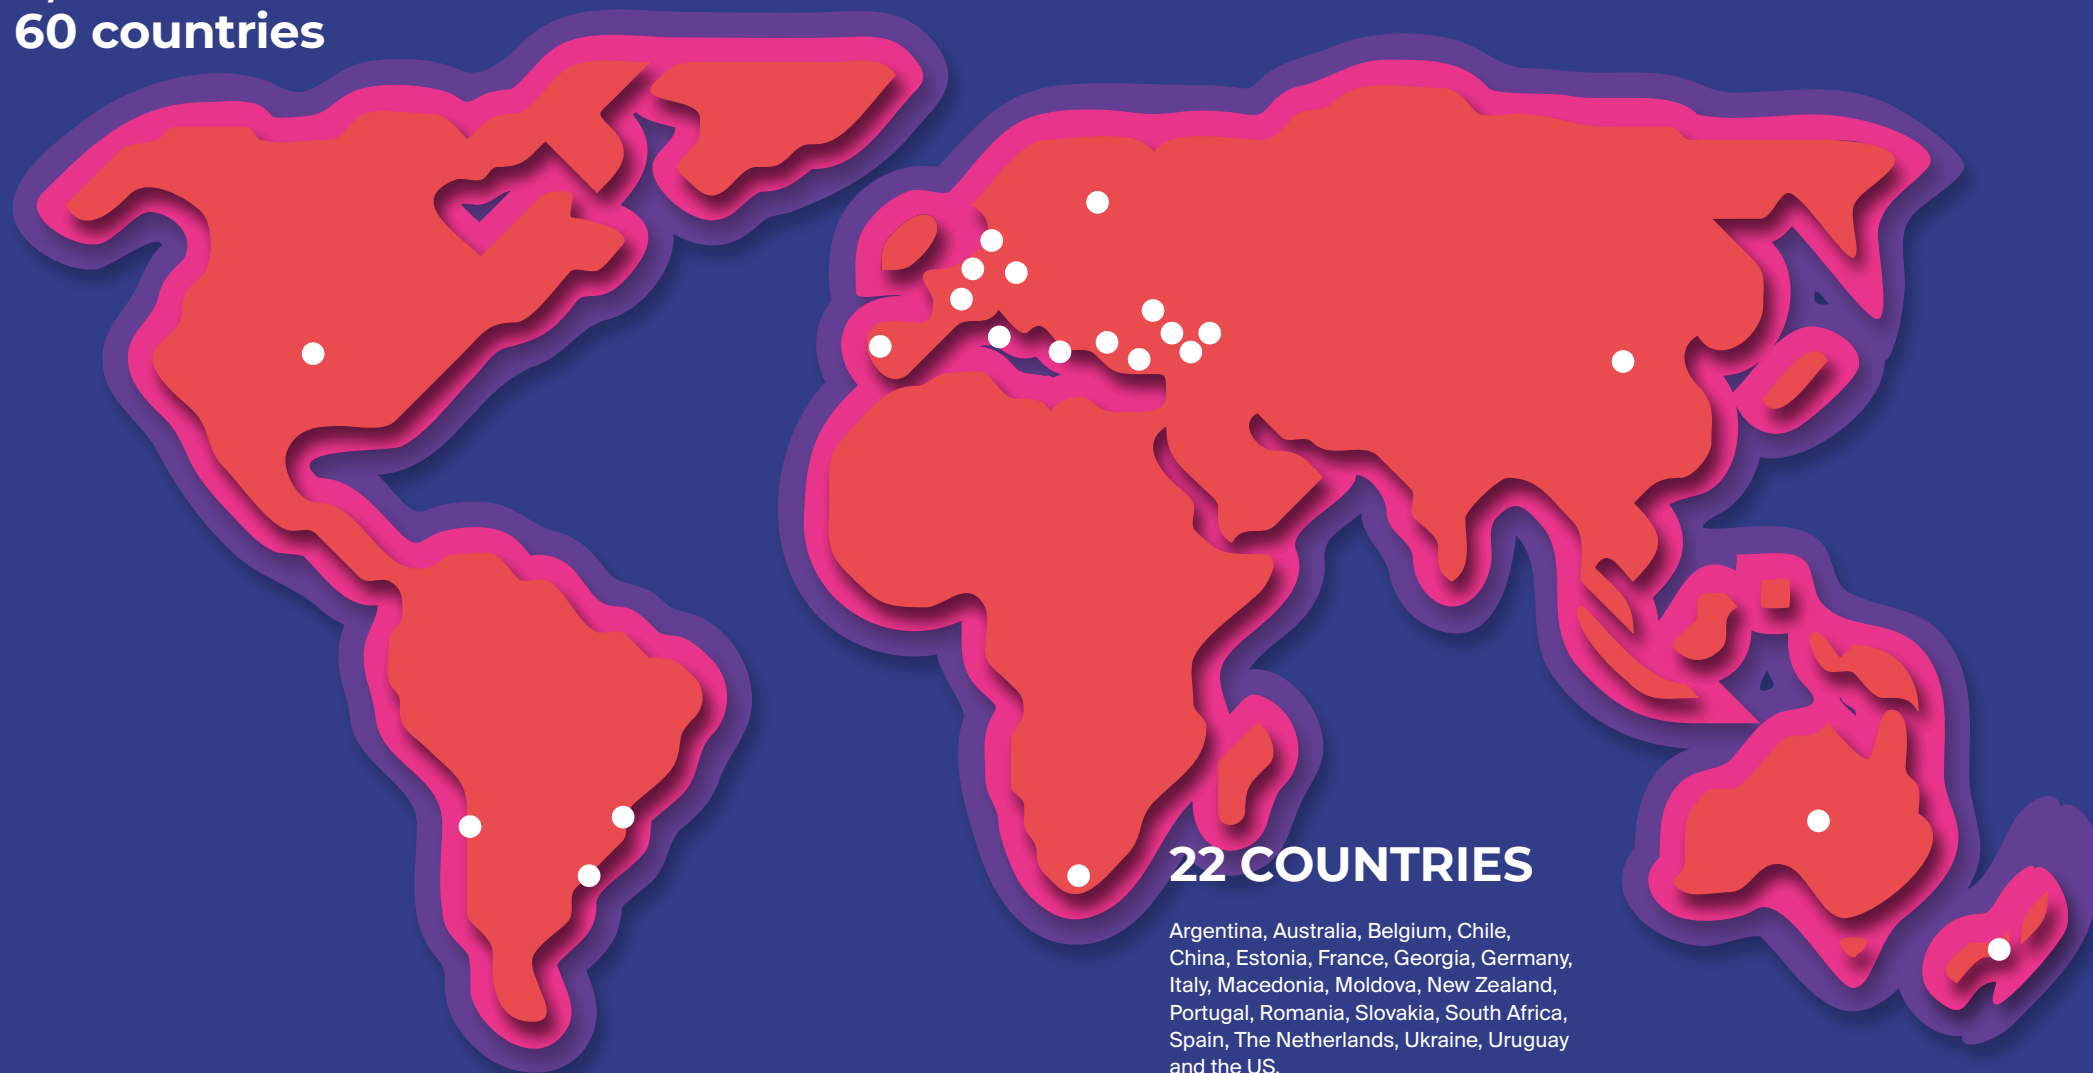 60 countries
22 COUNTRIES
Argentina, Australia, Belgium, Chile,
China, Estonia, France, Georgia, Germany,
Italy, Macedonia, Moldova, New Zealand,
Portugal, Romania, Slovakia, South Africa,
Spain, The Netherlands, Ukraine, Uruguay
and the US.